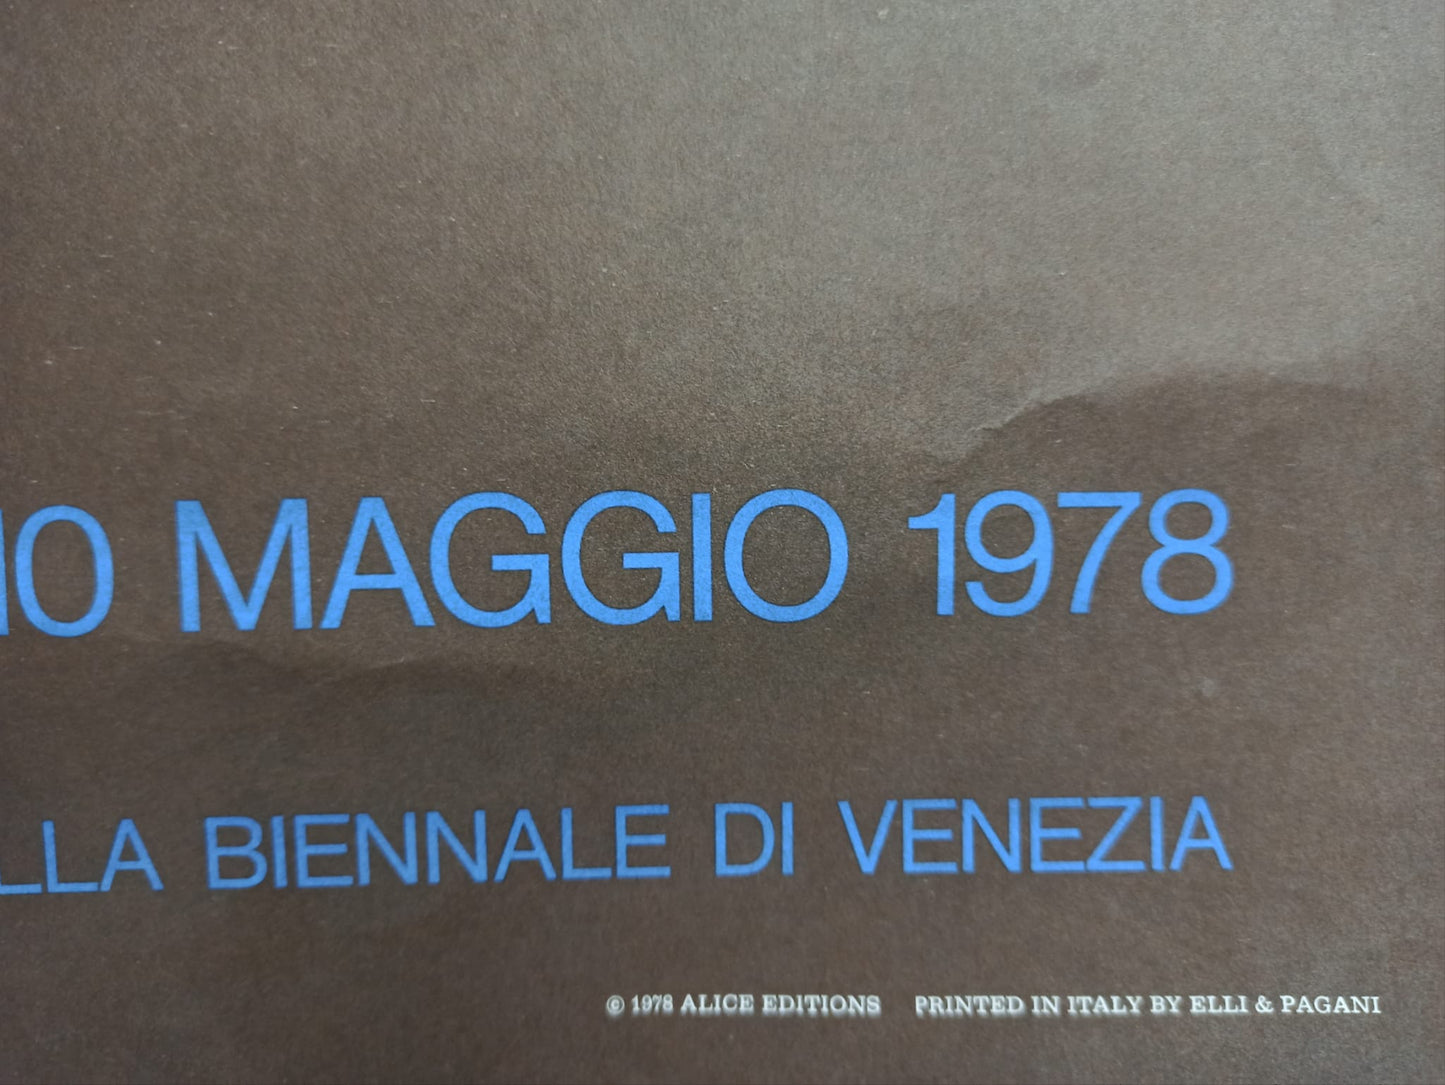 10 MAGGIO 1978
LLA BIENNALE DI VENEZIA
© 1978 ALICE EDITIONS PRINTED IN ITALY BY ELLI & PAGANI